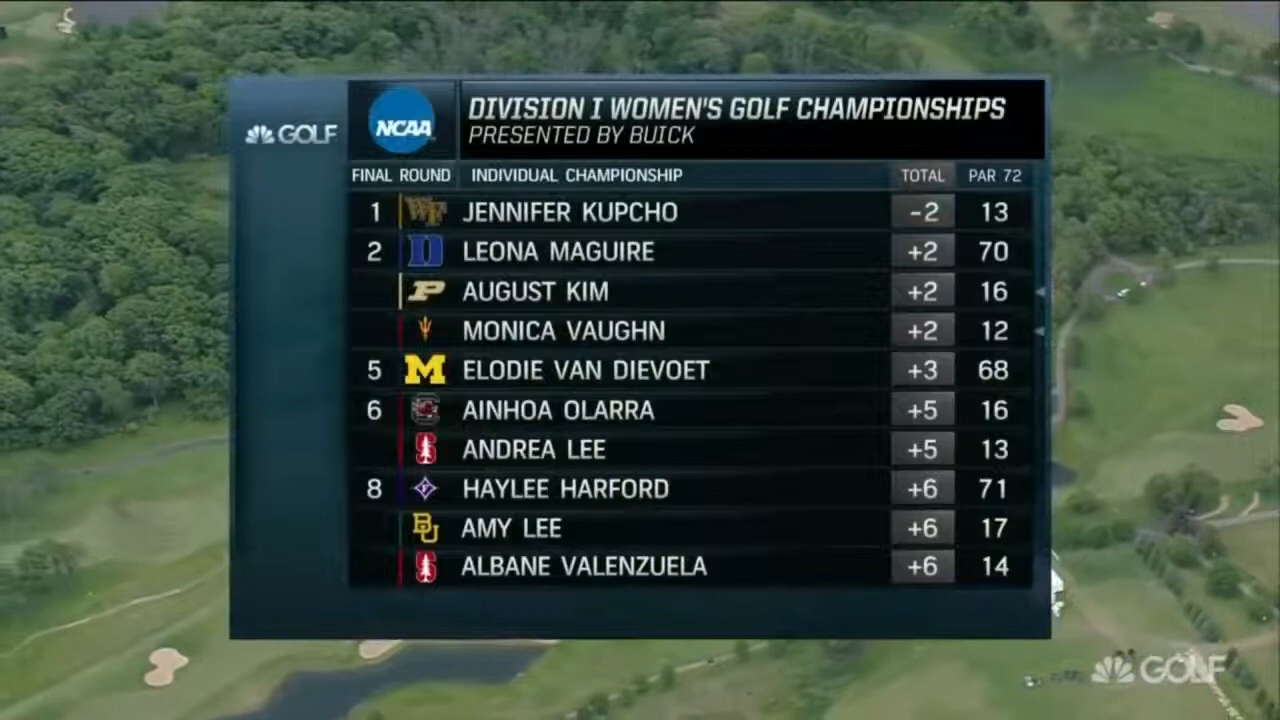 GOLF
NCAA
DIVISION I WOMEN'S GOLF CHAMPIONSHIPS
PRESENTED BY BUICK
FINAL ROUND INDIVIDUAL CHAMPIONSHIP TOTAL PAR 72
1 WF JENNIFER KUPCHO -2 13
2 D LEONA MAGUIRE +2 70
P AUGUST KIM +2 16
MONICA VAUGHN +2 12
5 M ELODIE VAN DIEVOET +3 68
6 AINHOA OLARRA +5 16
S ANDREA LEE +5 13
8 F HAYLEE HARFORD +6 71
BU AMY LEE +6 17
S ALBANE VALENZUELA +6 14
GOLF